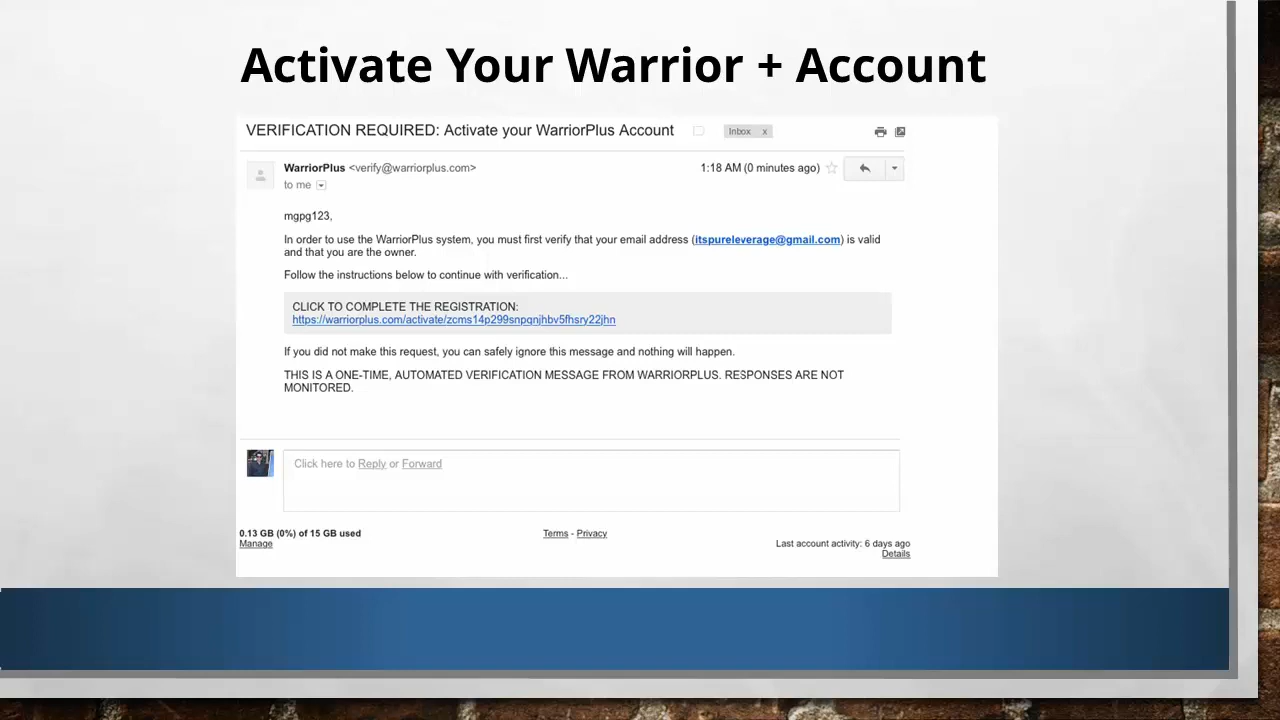 Activate Your Warrior + Account
VERIFICATION REQUIRED: Activate your WarriorPlus Account Inbox x
WarriorPlus <verify@warriorplus.com> 1:18 AM (0 minutes ago)
to me
mgpg123,
In order to use the WarriorPlus system, you must first verify that your email address (itspureleverage@gmail.com) is valid
and that you are the owner.
Follow the instructions below to continue with verification...
CLICK TO COMPLETE THE REGISTRATION:
https://warriorplus.com/activate/zcms14p299snpqnjhbv5fhsry22jhn
If you did not make this request, you can safely ignore this message and nothing will happen.
THIS IS A ONE-TIME, AUTOMATED VERIFICATION MESSAGE FROM WARRIORPLUS. RESPONSES ARE NOT
MONITORED.
Click here to Reply or Forward
0.13 GB (0%) of 15 GB used Terms - Privacy
Manage Last account activity: 6 days ago
Details